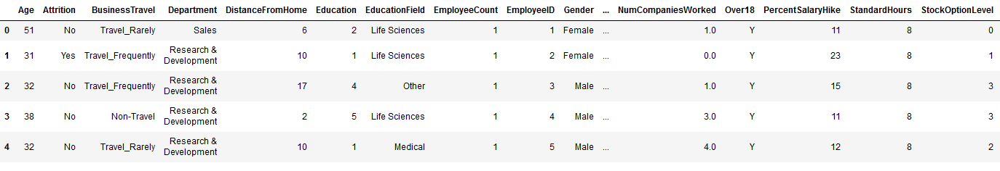 Age Attrition BusinessTravel Department DistanceFromHome Education EducationField EmployeeCount EmployeeID Gender ... NumCompaniesWorked Over18 PercentSalaryHike StandardHours StockOptionLevel
0 51 No Travel_Rarely Sales 6 2 Life Sciences 1 1 Female ... 1.0 Y 11 8 0
1 31 Yes Travel_Frequently Research & Development 10 1 Life Sciences 1 2 Female ... 0.0 Y 23 8 1
2 32 No Travel_Frequently Research & Development 17 4 Other 1 3 Male ... 1.0 Y 15 8 3
3 38 No Non-Travel Research & Development 2 5 Life Sciences 1 4 Male ... 3.0 Y 11 8 3
4 32 No Travel_Rarely Research & Development 10 1 Medical 1 5 Male ... 4.0 Y 12 8 2